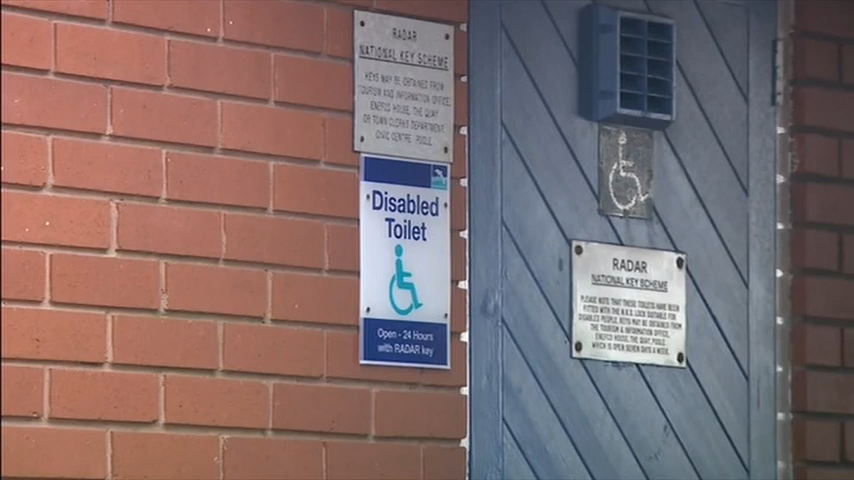 RADAR
NATIONAL KEY SCHEME
KEYS MAY BE OBTAINED FROM
TOURISM AND INFORMATION OFFICE
ENEFCO HOUSE, THE QUAY
OR TOWN CLERKS DEPARTMENT
CIVIC CENTRE POOLE
Disabled
Toilet
Open - 24 Hours
with RADAR key
RADAR
NATIONAL KEY SCHEME
PLEASE NOTE THAT THESE TOILETS HAVE BEEN
FITTED WITH THE N.K.S. LOCK SUITABLE FOR
DISABLED PEOPLE. KEYS MAY BE OBTAINED FROM
THE TOURISM & INFORMATION OFFICE,
ENEFCO HOUSE, THE QUAY, POOLE
WHICH IS OPEN SEVEN DAYS A WEEK.